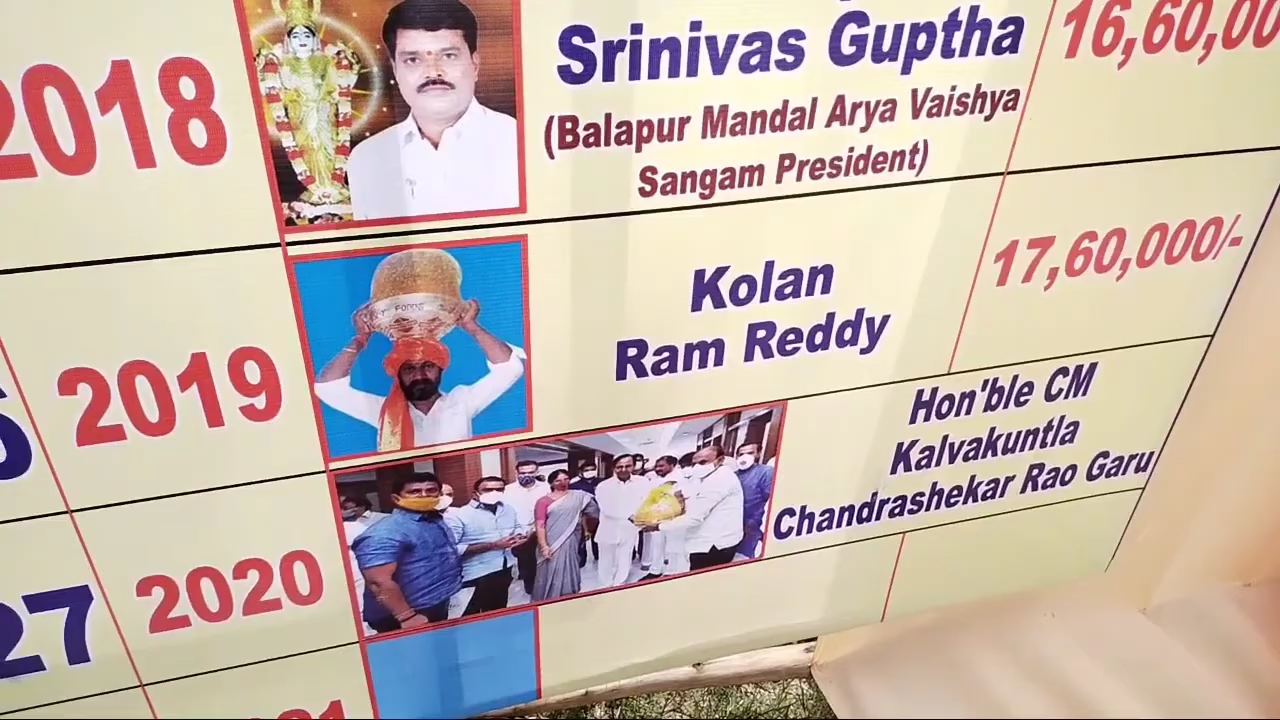 2018
Srinivas Guptha
(Balapur Mandal Arya Vaishya
Sangam President)
16,60,00
2019
Kolan
Ram Reddy
17,60,000/-
27
2020
Hon'ble CM
Kalvakuntla
Chandrashekar Rao Garu